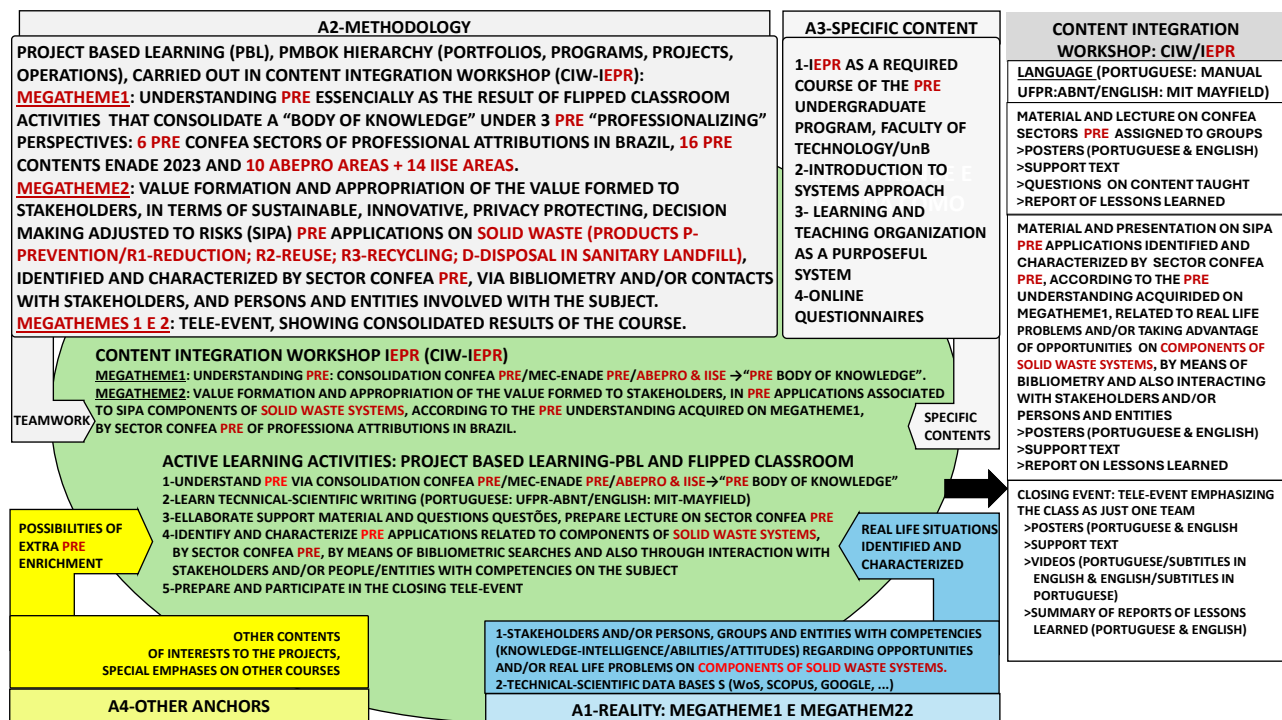 A2-METHODOLOGY
PROJECT BASED LEARNING (PBL), PMBOK HIERARCHY (PORTFOLIOS, PROGRAMS, PROJECTS,
OPERATIONS), CARRIED OUT IN CONTENT INTEGRATION WORKSHOP (CIW-IEPR):
MEGATHEME1: UNDERSTANDING PRE ESSENCIALLY AS THE RESULT OF FLIPPED CLASSROOM
ACTIVITIES THAT CONSOLIDATE A “BODY OF KNOWLEDGE” UNDER 3 PRE “PROFESSIONALIZING”
PERSPECTIVES: 6 PRE CONFEA SECTORS OF PROFESSIONAL ATTRIBUTIONS IN BRAZIL, 16 PRE
CONTENTS ENADE 2023 AND 10 ABEPRO AREAS + 14 IISE AREAS.
MEGATHEME2: VALUE FORMATION AND APPROPRIATION OF THE VALUE FORMED TO
STAKEHOLDERS, IN TERMS OF SUSTAINABLE, INNOVATIVE, PRIVACY PROTECTING, DECISION
MAKING ADJUSTED TO RISKS (SIPA) PRE APPLICATIONS ON SOLID WASTE (PRODUCTS P-
PREVENTION/R1-REDUCTION; R2-REUSE; R3-RECYCLING; D-DISPOSAL IN SANITARY LANDFILL),
IDENTIFIED AND CHARACTERIZED BY SECTOR CONFEA PRE, VIA BIBLIOMETRY AND/OR CONTACTS
WITH STAKEHOLDERS, AND PERSONS AND ENTITIES INVOLVED WITH THE SUBJECT.
MEGATHEMES 1 E 2: TELE-EVENT, SHOWING CONSOLIDATED RESULTS OF THE COURSE.
A3-SPECIFIC CONTENT
1-IEPR AS A REQUIRED
COURSE OF THE PRE
UNDERGRADUATE
PROGRAM, FACULTY OF
TECHNOLOGY/UnB
2-INTRODUCTION TO
SYSTEMS APPROACH
3- LEARNING AND
TEACHING ORGANIZATION
AS A PURPOSEFUL
SYSTEM
4-ONLINE
QUESTIONNAIRES
CONTENT INTEGRATION WORKSHOP IEPR (CIW-IEPR)
MEGATHEME1: UNDERSTANDING PRE: CONSOLIDATION CONFEA PRE/MEC-ENADE PRE/ABEPRO & IISE →“PRE BODY OF KNOWLEDGE”.
MEGATHEME2: VALUE FORMATION AND APPROPRIATION OF THE VALUE FORMED TO STAKEHOLDERS, IN PRE APPLICATIONS ASSOCIATED
TO SIPA COMPONENTS OF SOLID WASTE SYSTEMS, ACCORDING TO THE PRE UNDERSTANDING ACQUIRED ON MEGATHEME1,
BY SECTOR CONFEA PRE OF PROFESSIONA ATTRIBUTIONS IN BRAZIL.
TEAMWORK
SPECIFIC
CONTENTS
ACTIVE LEARNING ACTIVITIES: PROJECT BASED LEARNING-PBL AND FLIPPED CLASSROOM
1-UNDERSTAND PRE VIA CONSOLIDATION CONFEA PRE/MEC-ENADE PRE/ABEPRO & IISE→“PRE BODY OF KNOWLEDGE”
2-LEARN TECNNICAL-SCIENTIFIC WRITING (PORTUGUESE: UFPR-ABNT/ENGLISH: MIT-MAYFIELD)
3-ELLABORATE SUPPORT MATERIAL AND QUESTIONS QUESTÕES, PREPARE LECTURE ON SECTOR CONFEA PRE
4-IDENTIFY AND CHARACTERIZE PRE APPLICATIONS RELATED TO COMPONENTS OF SOLID WASTE SYSTEMS,
BY SECTOR CONFEA PRE, BY MEANS OF BIBLIOMETRIC SEARCHES AND ALSO THROUGH INTERACTION WITH
STAKEHOLDERS AND/OR PEOPLE/ENTITIES WITH COMPETENCIES ON THE SUBJECT
5-PREPARE AND PARTICIPATE IN THE CLOSING TELE-EVENT
POSSIBILITIES OF
EXTRA PRE
ENRICHMENT
REAL LIFE SITUATIONS
IDENTIFIED AND
CHARACTERIZED
OTHER CONTENTS
OF INTERESTS TO THE PROJECTS,
SPECIAL EMPHASES ON OTHER COURSES
A4-OTHER ANCHORS
1-STAKEHOLDERS AND/OR PERSONS, GROUPS AND ENTITIES WITH COMPETENCIES
(KNOWLEDGE-INTELLIGENCE/ABILITIES/ATTITUDES) REGARDING OPPORTUNITIES
AND/OR REAL LIFE PROBLEMS ON COMPONENTS OF SOLID WASTE SYSTEMS.
2-TECHNICAL-SCIENTIFIC DATA BASES S (WoS, SCOPUS, GOOGLE, ...)
A1-REALITY: MEGATHEME1 E MEGATHEM22
CONTENT INTEGRATION
WORKSHOP: CIW/IEPR
LANGUAGE (PORTUGUESE: MANUAL
UFPR:ABNT/ENGLISH: MIT MAYFIELD)
MATERIAL AND LECTURE ON CONFEA
SECTORS PRE ASSIGNED TO GROUPS
>POSTERS (PORTUGUESE & ENGLISH)
>SUPPORT TEXT
>QUESTIONS ON CONTENT TAUGHT
>REPORT OF LESSONS LEARNED
MATERIAL AND PRESENTATION ON SIPA
PRE APPLICATIONS IDENTIFIED AND
CHARACTERIZED BY SECTOR CONFEA
PRE, ACCORDING TO THE PRE
UNDERSTANDING ACQUIRIDED ON
MEGATHEME1, RELATED TO REAL LIFE
PROBLEMS AND/OR TAKING ADVANTAGE
OF OPPORTUNITIES ON COMPONENTS OF
SOLID WASTE SYSTEMS, BY MEANS OF
BIBLIOMETRY AND ALSO INTERACTING
WITH STAKEHOLDERS AND/OR
PERSONS AND ENTITIES
>POSTERS (PORTUGUESE & ENGLISH)
>SUPPORT TEXT
>REPORT ON LESSONS LEARNED
CLOSING EVENT: TELE-EVENT EMPHASIZING
THE CLASS AS JUST ONE TEAM
>POSTERS (PORTUGUESE & ENGLISH
>SUPPORT TEXT
>VIDEOS (PORTUGUESE/SUBTITLES IN
ENGLISH & ENGLISH/SUBTITLES IN
PORTUGUESE)
>SUMMARY OF REPORTS OF LESSONS
LEARNED (PORTUGUESE & ENGLISH)